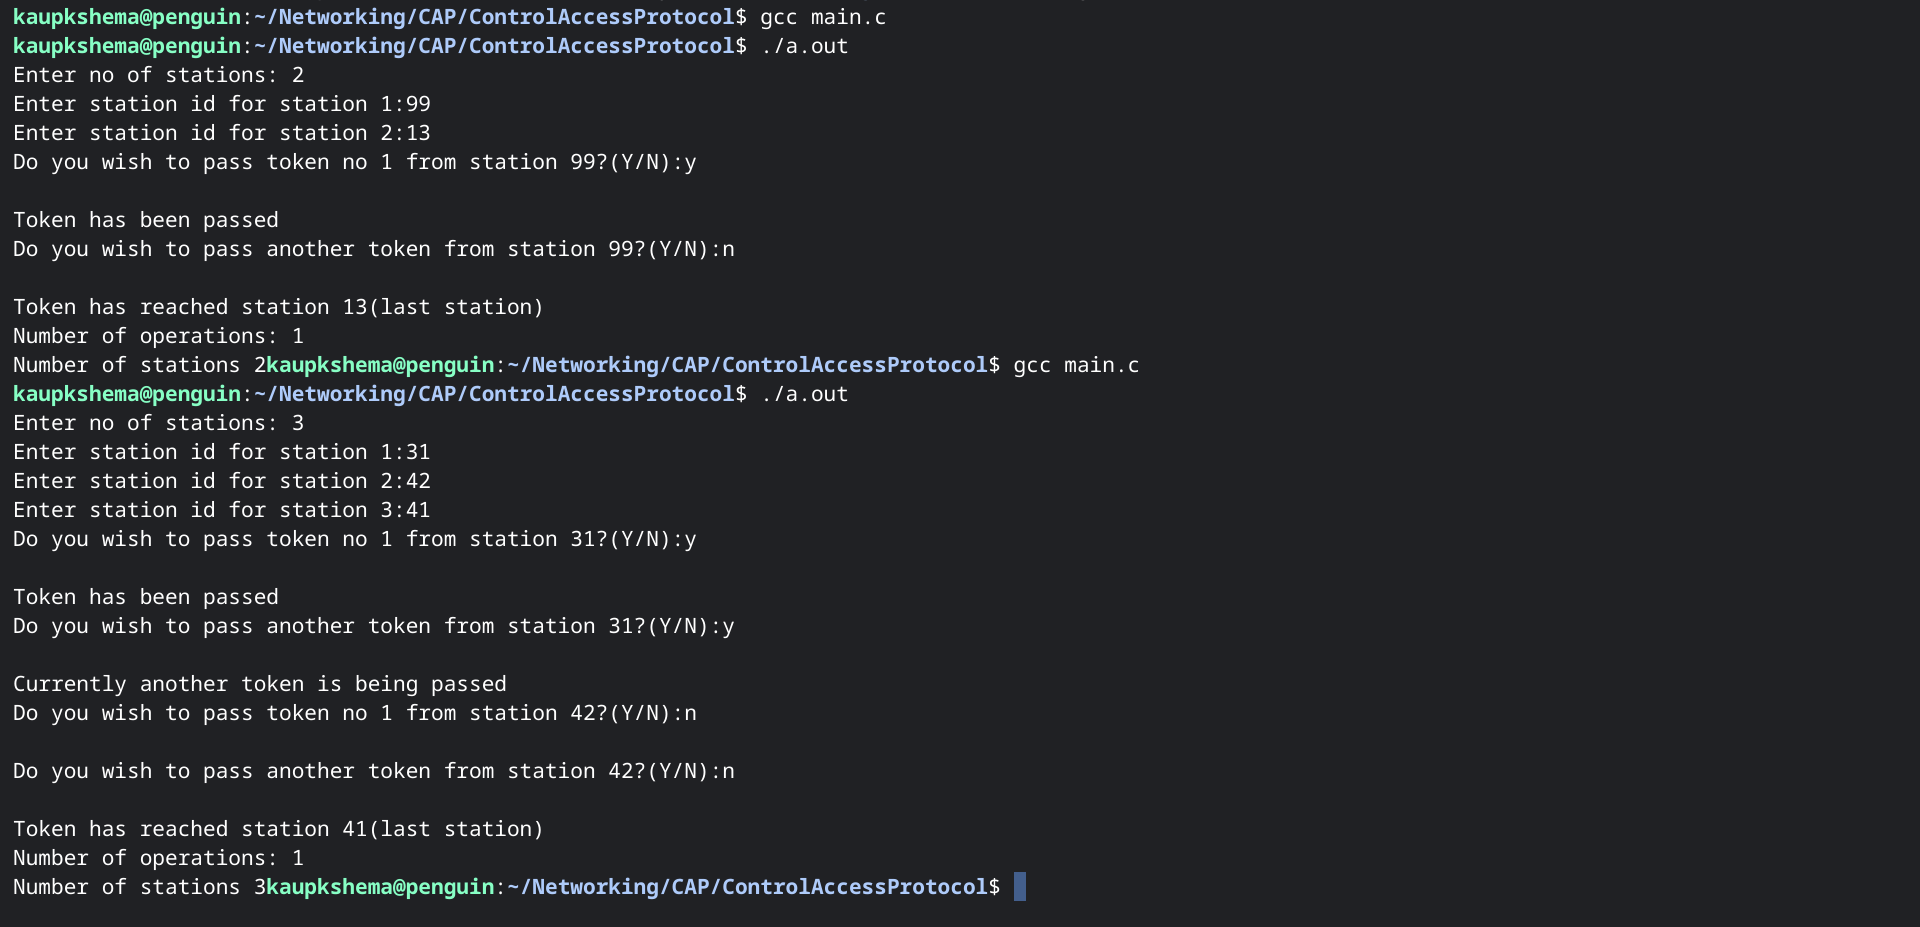 kaupkshema@penguin:~/Networking/CAP/ControlAccessProtocol$ gcc main.c
kaupkshema@penguin:~/Networking/CAP/ControlAccessProtocol$ ./a.out
Enter no of stations: 2
Enter station id for station 1:99
Enter station id for station 2:13
Do you wish to pass token no 1 from station 99?(Y/N):y
Token has been passed
Do you wish to pass another token from station 99?(Y/N):n
Token has reached station 13(last station)
Number of operations: 1
Number of stations 2kaupkshema@penguin:~/Networking/CAP/ControlAccessProtocol$ gcc main.c
kaupkshema@penguin:~/Networking/CAP/ControlAccessProtocol$ ./a.out
Enter no of stations: 3
Enter station id for station 1:31
Enter station id for station 2:42
Enter station id for station 3:41
Do you wish to pass token no 1 from station 31?(Y/N):y
Token has been passed
Do you wish to pass another token from station 31?(Y/N):y
Currently another token is being passed
Do you wish to pass token no 1 from station 42?(Y/N):n
Do you wish to pass another token from station 42?(Y/N):n
Token has reached station 41(last station)
Number of operations: 1
Number of stations 3kaupkshema@penguin:~/Networking/CAP/ControlAccessProtocol$